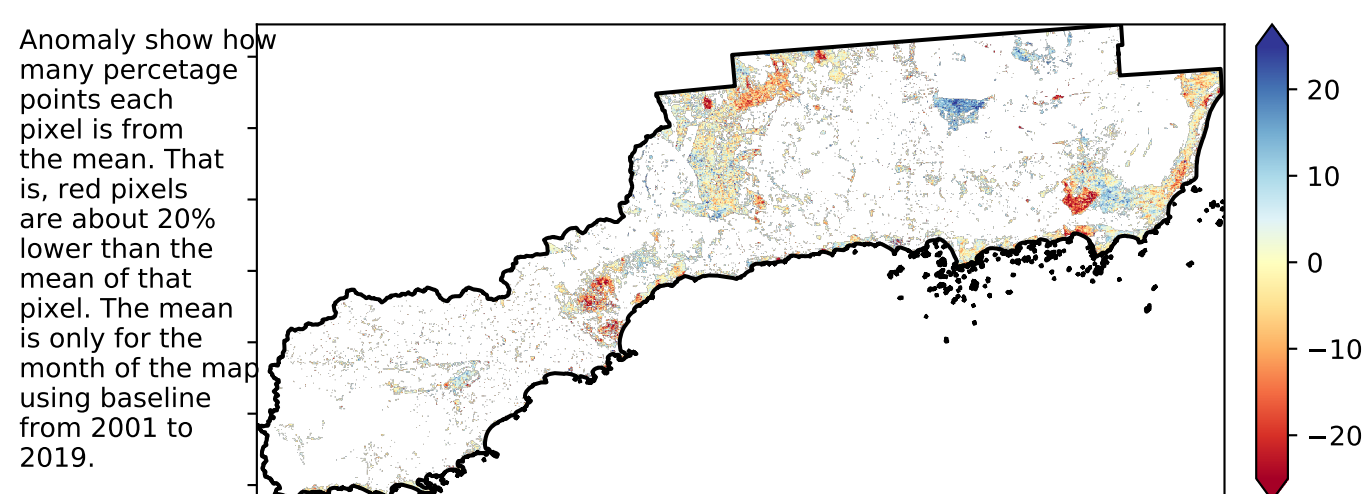 Anomaly show how
many percetage
points each
pixel is from
the mean. That
is, red pixels
are about 20%
lower than the
mean of that
pixel. The mean
is only for the
month of the map
using baseline
from 2001 to
2019.
20
10
0
−10
−20